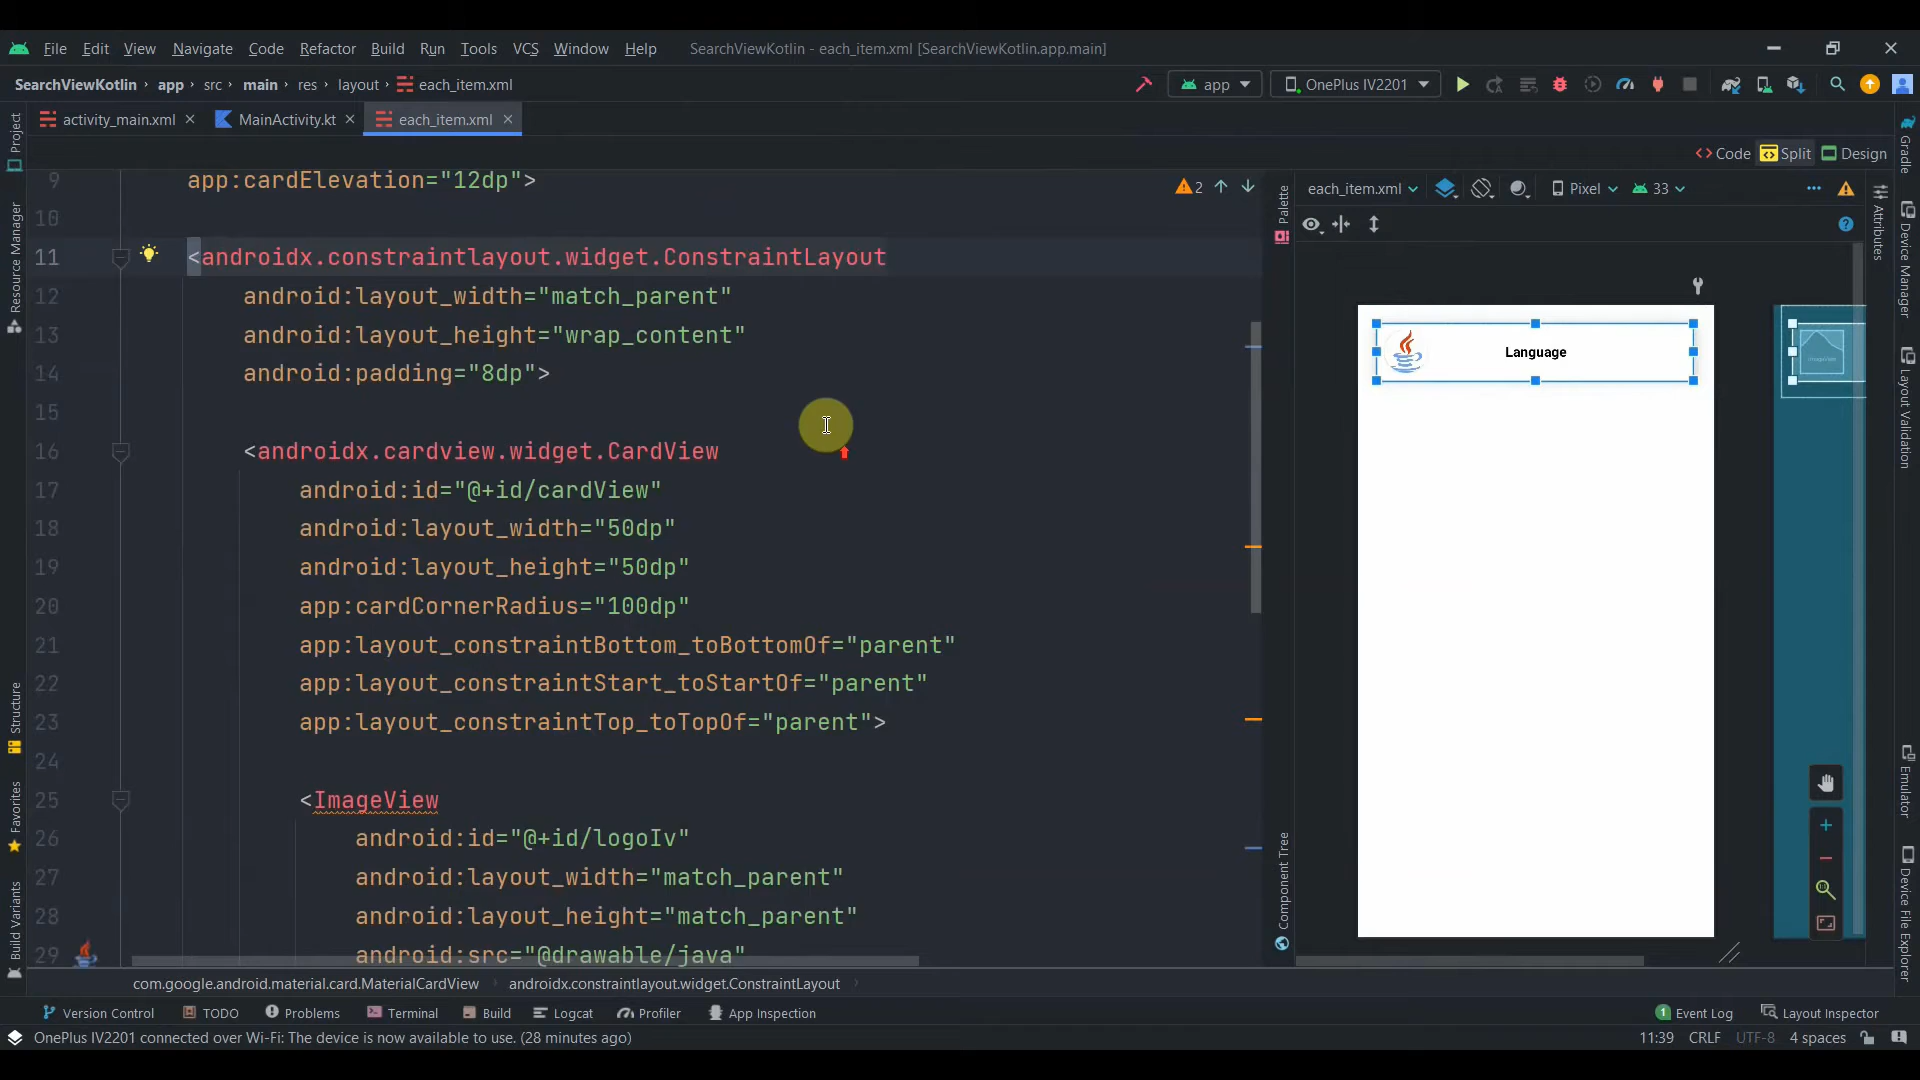 File Edit View Navigate Code Refactor Build Run Tools VCS Window Help SearchViewKotlin - each_item.xml [SearchViewKotlin.app.main]
SearchViewKotlin app src main res layout each_item.xml app OnePlus IV2201
activity_main.xml MainActivity.kt each_item.xml
Code Split Design
Project
Resource Manager
Structure
Favorites
Build Variants
9 app:cardElevation="12dp">
10
11 <androidx.constraintlayout.widget.ConstraintLayout
12 android:layout_width="match_parent"
13 android:layout_height="wrap_content"
14 android:padding="8dp">
15
16 <androidx.cardview.widget.CardView
17 android:id="@+id/cardView"
18 android:layout_width="50dp"
19 android:layout_height="50dp"
20 app:cardCornerRadius="100dp"
21 app:layout_constraintBottom_toBottomOf="parent"
22 app:layout_constraintStart_toStartOf="parent"
23 app:layout_constraintTop_toTopOf="parent">
24
25 <ImageView
26 android:id="@+id/logoIv"
27 android:layout_width="match_parent"
28 android:layout_height="match_parent"
29 android:src="@drawable/java"
2
Palette
Component Tree
each_item.xml Pixel 33
Language
Attributes
Gradle
Device Manager
Layout Validation
Emulator
Device File Explorer
com.google.android.material.card.MaterialCardView androidx.constraintlayout.widget.ConstraintLayout
Version Control TODO Problems Terminal Build Logcat Profiler App Inspection 1 Event Log Layout Inspector
OnePlus IV2201 connected over Wi-Fi: The device is now available to use. (28 minutes ago) 11:39 CRLF UTF-8 4 spaces